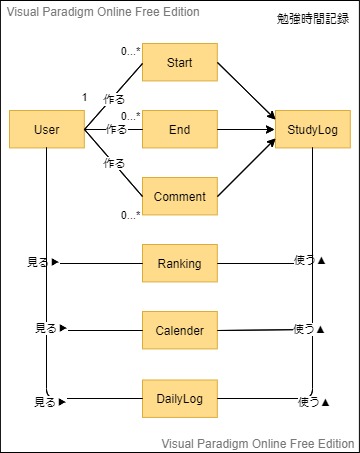 Visual Paradigm Online Free Edition
勉強時間記録
0...*
Start
1
作る
0...*
User
作る
End
StudyLog
作る
Comment
0...*
見る▶
Ranking
使う▲
見る▶
Calender
使う▲
見る▶
DailyLog
使う▲
Visual Paradigm Online Free Edition